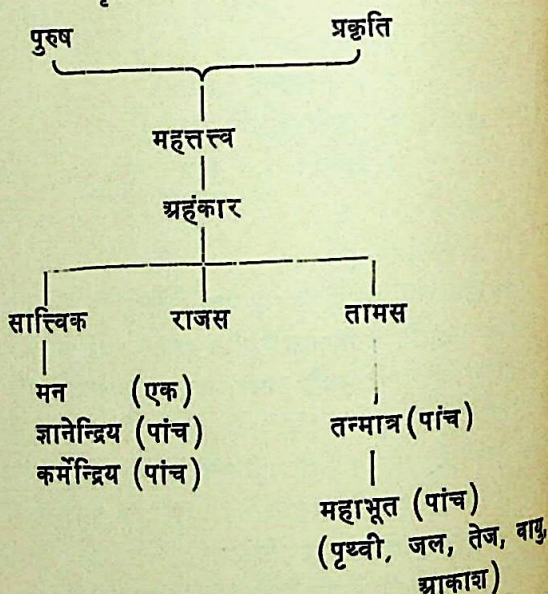 पुरुष प्रकृति
महत्तत्त्व
अहंकार
सात्त्विक राजस तामस
मन (एक)
ज्ञानेन्द्रिय (पांच)
कर्मेन्द्रिय (पांच)
तन्मात्र (पांच)
महाभूत (पांच)
(पृथ्वी, जल, तेज, वायु,
आकाश)